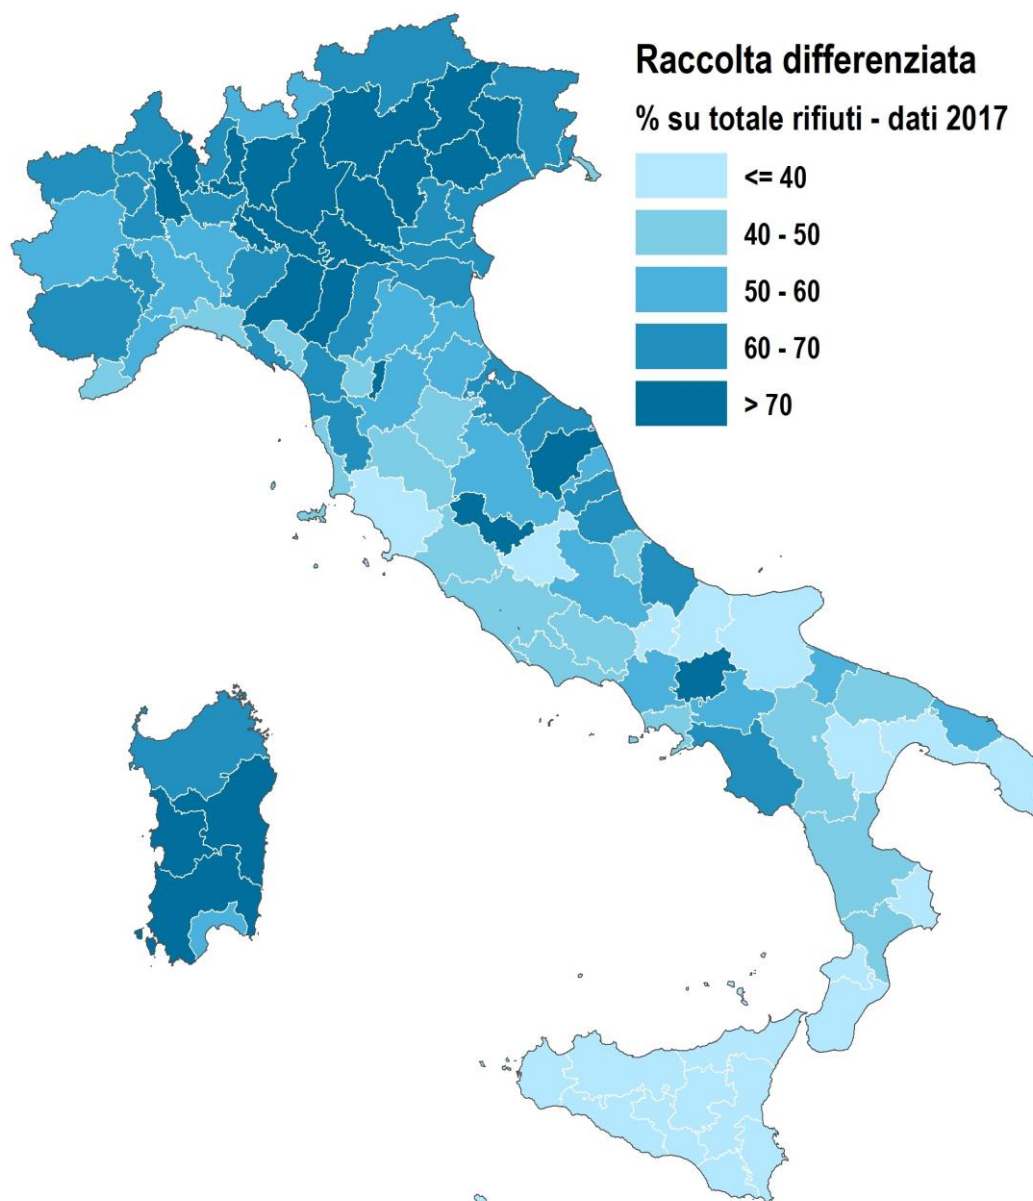 Raccolta differenziata
% su totale rifiuti - dati 2017
<= 40
40 - 50
50 - 60
60 - 70
> 70